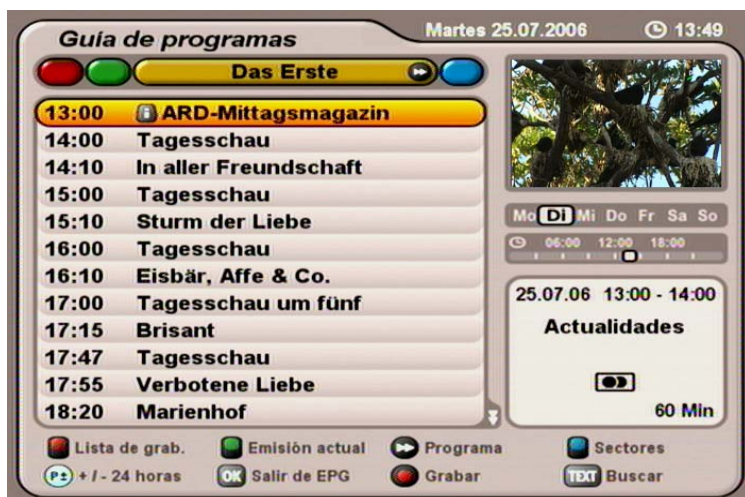 Guía de programas
Martes 25.07.2006 13:49
Das Erste
13:00 ARD-Mittagsmagazin
14:00 Tagesschau
14:10 In aller Freundschaft
15:00 Tagesschau
15:10 Sturm der Liebe
16:00 Tagesschau
16:10 Eisbär, Affe & Co.
17:00 Tagesschau um fünf
17:15 Brisant
17:47 Tagesschau
17:55 Verbotene Liebe
18:20 Marienhof
Mo Di Mi Do Fr Sa So
06:00 12:00 18:00
25.07.06 13:00 - 14:00
Actualidades
60 Min
Lista de grab. Emisión actual Programa Sectores
P± + / - 24 horas OK Salir de EPG Grabar TEXT Buscar